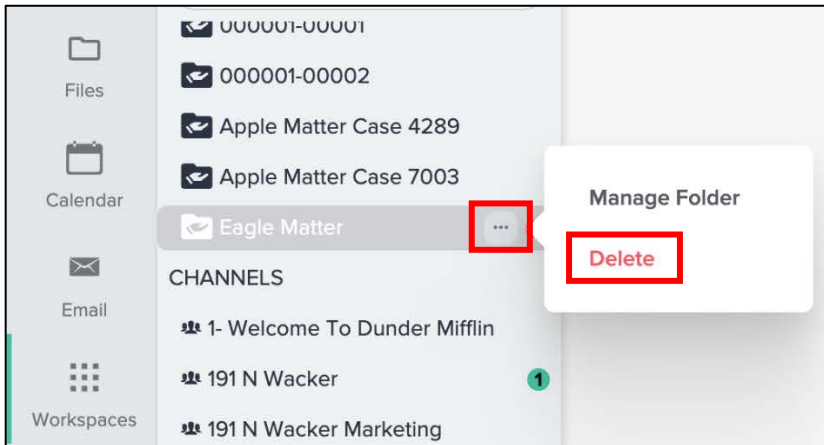 000001-00001
Files
000001-00002
Apple Matter Case 4289
Calendar
Apple Matter Case 7003
Eagle Matter
Manage Folder
Delete
Email
CHANNELS
1- Welcome To Dunder Mifflin
191 N Wacker
1
Workspaces
191 N Wacker Marketing